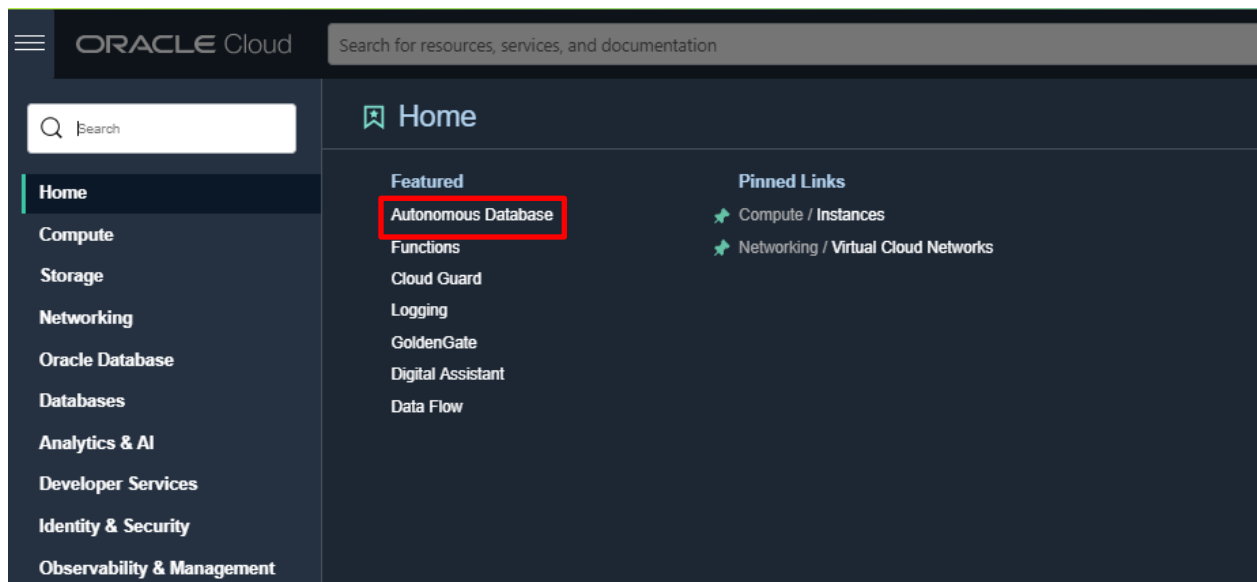 ORACLE Cloud
Search for resources, services, and documentation
Search
Home
Compute
Storage
Networking
Oracle Database
Databases
Analytics & AI
Developer Services
Identity & Security
Observability & Management
Home
Featured
Autonomous Database
Functions
Cloud Guard
Logging
GoldenGate
Digital Assistant
Data Flow
Pinned Links
Compute / Instances
Networking / Virtual Cloud Networks